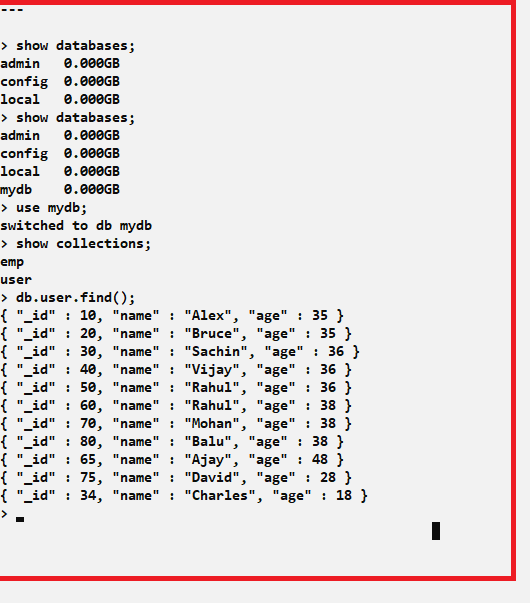 ---
> show databases;
admin   0.000GB
config  0.000GB
local   0.000GB
> show databases;
admin   0.000GB
config  0.000GB
local   0.000GB
mydb    0.000GB
> use mydb;
switched to db mydb
> show collections;
emp
user
> db.user.find();
{ "_id" : 10, "name" : "Alex", "age" : 35 }
{ "_id" : 20, "name" : "Bruce", "age" : 35 }
{ "_id" : 30, "name" : "Sachin", "age" : 36 }
{ "_id" : 40, "name" : "Vijay", "age" : 36 }
{ "_id" : 50, "name" : "Rahul", "age" : 36 }
{ "_id" : 60, "name" : "Rahul", "age" : 38 }
{ "_id" : 70, "name" : "Mohan", "age" : 38 }
{ "_id" : 80, "name" : "Balu", "age" : 38 }
{ "_id" : 65, "name" : "Ajay", "age" : 48 }
{ "_id" : 75, "name" : "David", "age" : 28 }
{ "_id" : 34, "name" : "Charles", "age" : 18 }
>